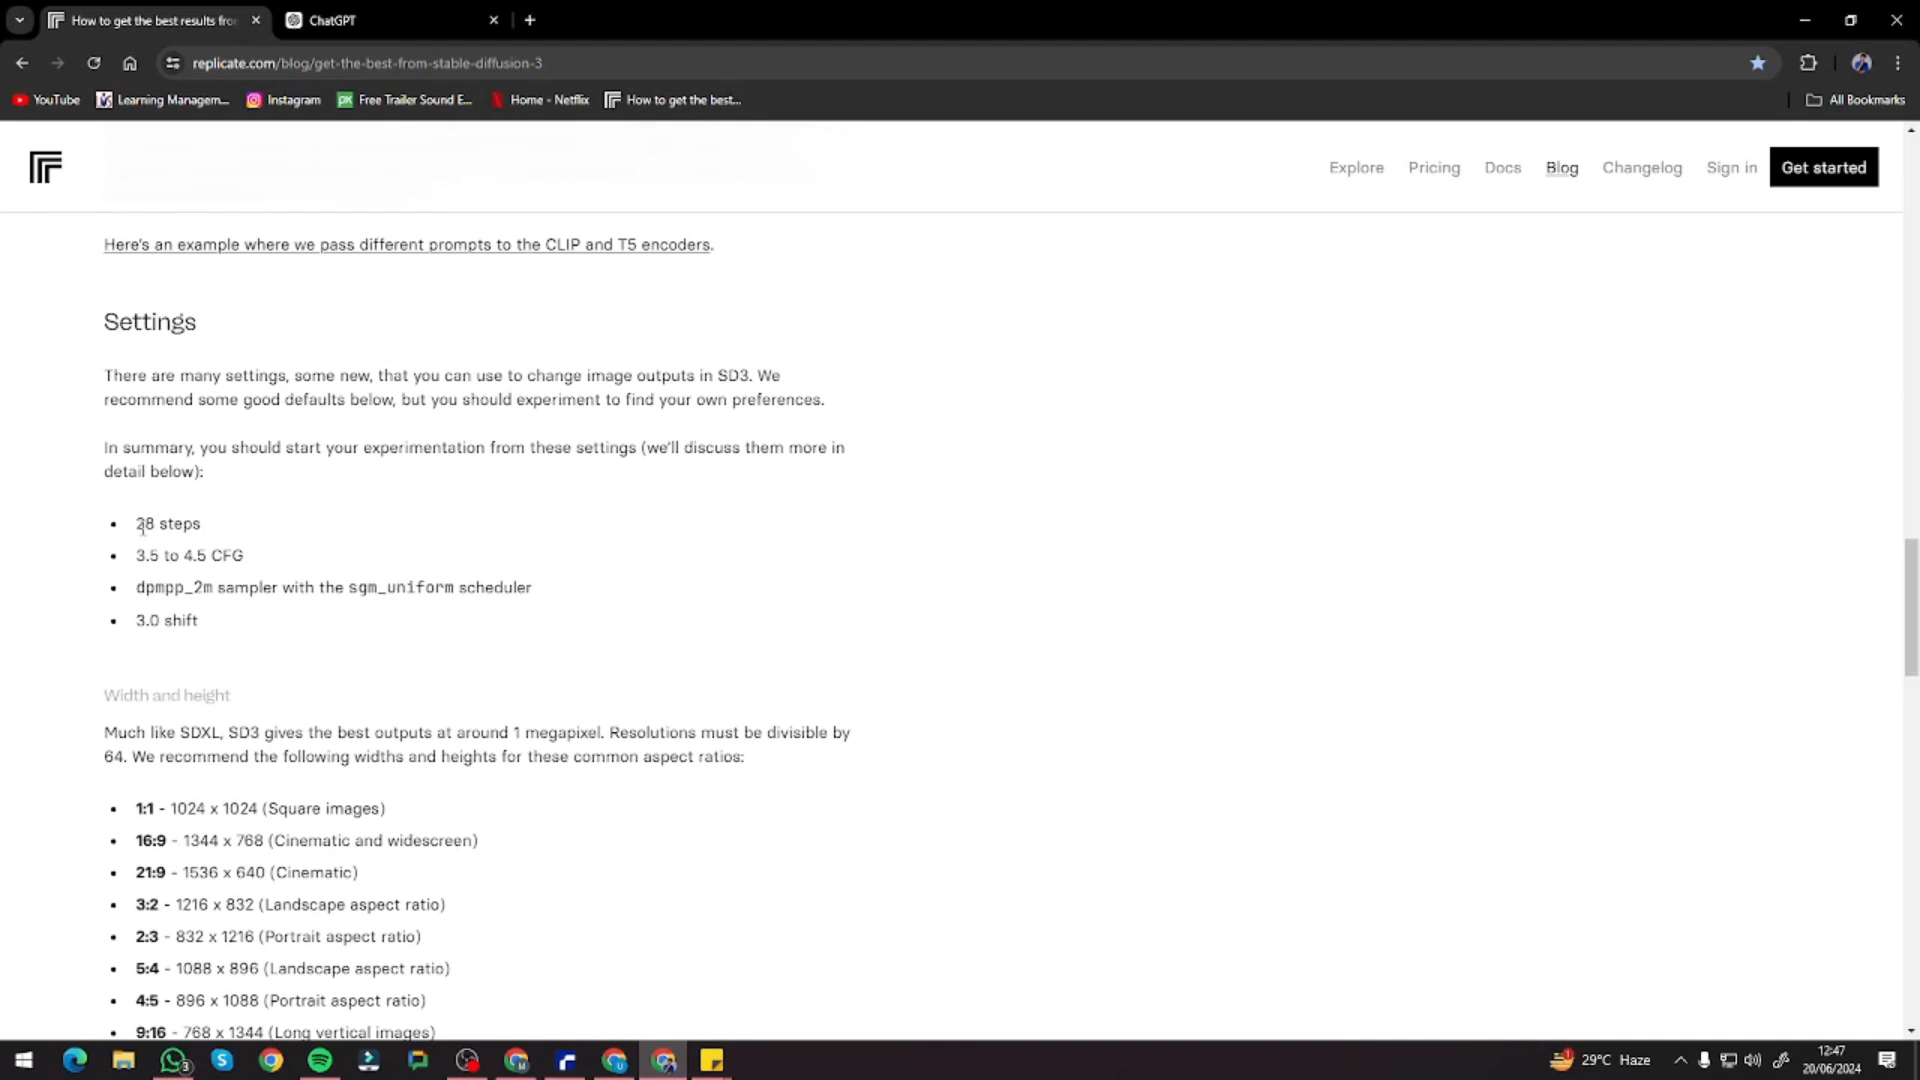 How to get the best results fro
ChatGPT
replicate.com/blog/get-the-best-from-stable-diffusion-3
YouTube
Learning Managem...
Instagram
Free Trailer Sound E...
Home - Netflix
How to get the best...
All Bookmarks
Explore
Pricing
Docs
Blog
Changelog
Sign in
Get started
Here's an example where we pass different prompts to the CLIP and T5 encoders.
Settings
There are many settings, some new, that you can use to change image outputs in SD3. We
recommend some good defaults below, but you should experiment to find your own preferences.
In summary, you should start your experimentation from these settings (we'll discuss them more in
detail below):
• 28 steps
• 3.5 to 4.5 CFG
• dpmpp_2m sampler with the sgm_uniform scheduler
• 3.0 shift
Width and height
Much like SDXL, SD3 gives the best outputs at around 1 megapixel. Resolutions must be divisible by
64. We recommend the following widths and heights for these common aspect ratios:
• 1:1 - 1024 x 1024 (Square images)
• 16:9 - 1344 x 768 (Cinematic and widescreen)
• 21:9 - 1536 x 640 (Cinematic)
• 3:2 - 1216 x 832 (Landscape aspect ratio)
• 2:3 - 832 x 1216 (Portrait aspect ratio)
• 5:4 - 1088 x 896 (Landscape aspect ratio)
• 4:5 - 896 x 1088 (Portrait aspect ratio)
• 9:16 - 768 x 1344 (Long vertical images)
29°C Haze
12:47
20/06/2024